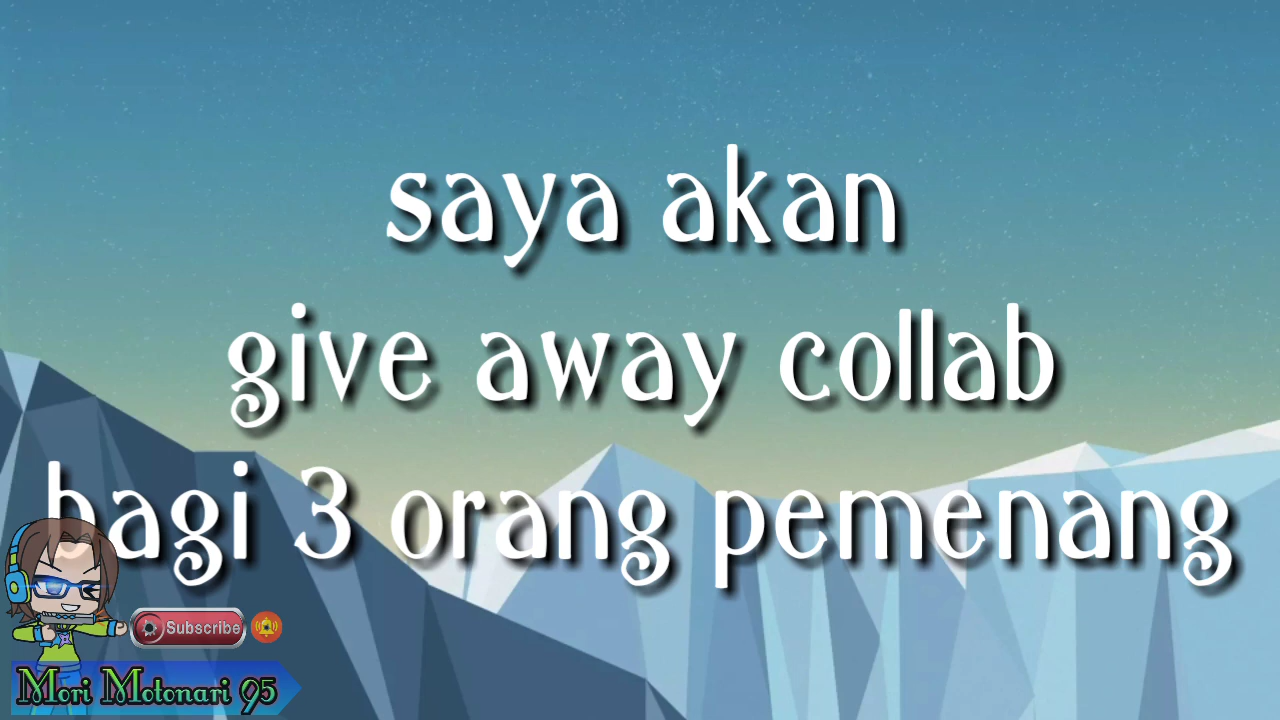 saya akan
give away collab
bagi 3 orang pemenang
Subscribe
Mori Motonari 95